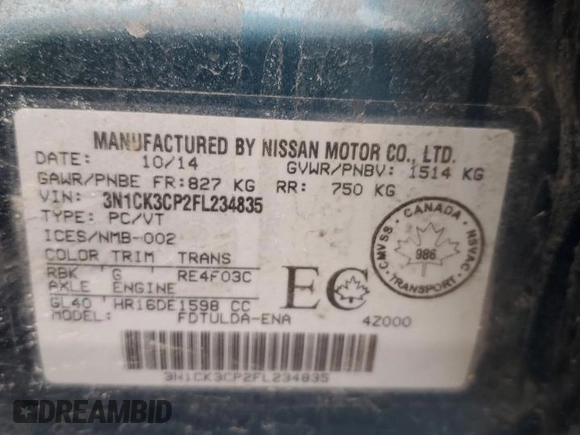 MANUFACTURED BY NISSAN MOTOR CO., LTD.
DATE: 10/14 GVWR/PNBV: 1514 KG
GAWR/PNBE FR:827 KG RR: 750 KG
VIN: 3N1CK3CP2FL234835
TYPE: PC/VT
ICES/NMB-002
COLOR TRIM TRANS
RBK G RE4F03C
AXLE ENGINE
GL40 HR16DE1598 CC
MODEL: FDTULDA-ENA 4Z000
EC
CANADA
CMVSS NSVAC
986
TRANSPORT
3N1CK3CP2FL234835
DREAMBID